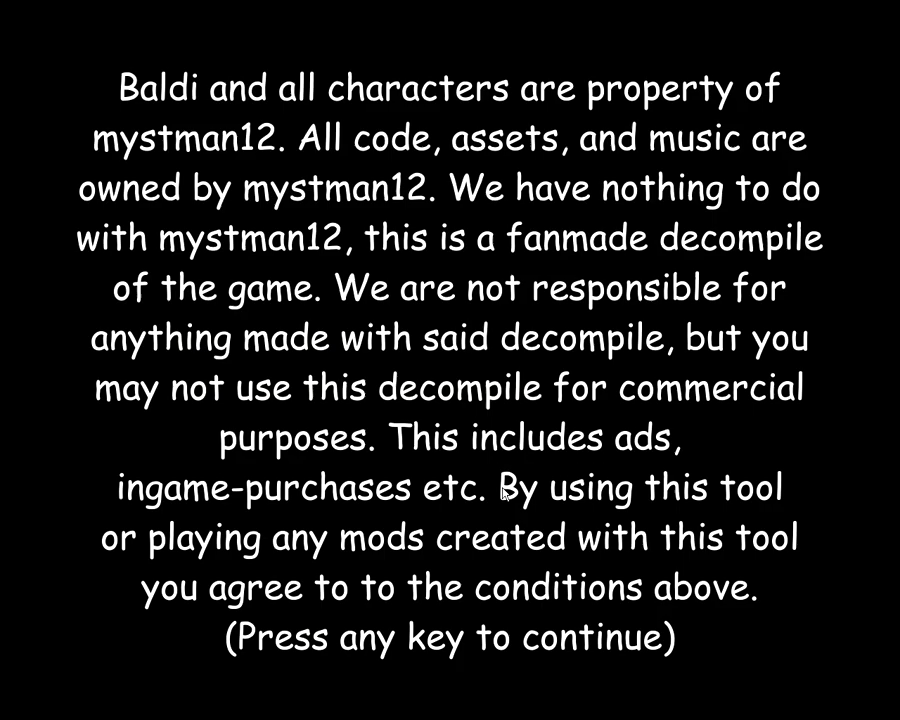 Baldi and all characters are property of
mystman12. All code, assets, and music are
owned by mystman12. We have nothing to do
with mystman12, this is a fanmade decompile
of the game. We are not responsible for
anything made with said decompile, but you
may not use this decompile for commercial
purposes. This includes ads,
ingame-purchases etc. By using this tool
or playing any mods created with this tool
you agree to to the conditions above.
(Press any key to continue)